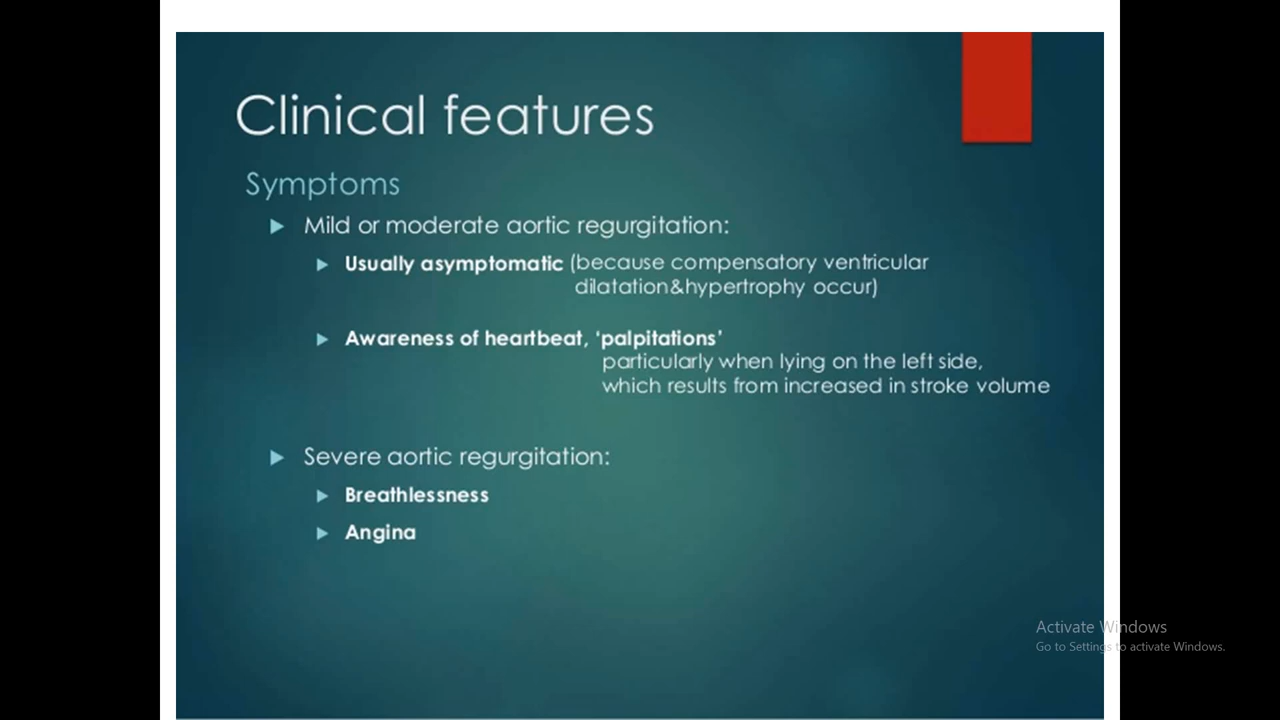 Clinical features
Symptoms
Mild or moderate aortic regurgitation:
Usually asymptomatic (because compensatory ventricular
dilatation&hypertrophy occur)
Awareness of heartbeat, ‘palpitations’
particularly when lying on the left side,
which results from increased in stroke volume
Severe aortic regurgitation:
Breathlessness
Angina
Activate Windows
Go to Settings to activate Windows.